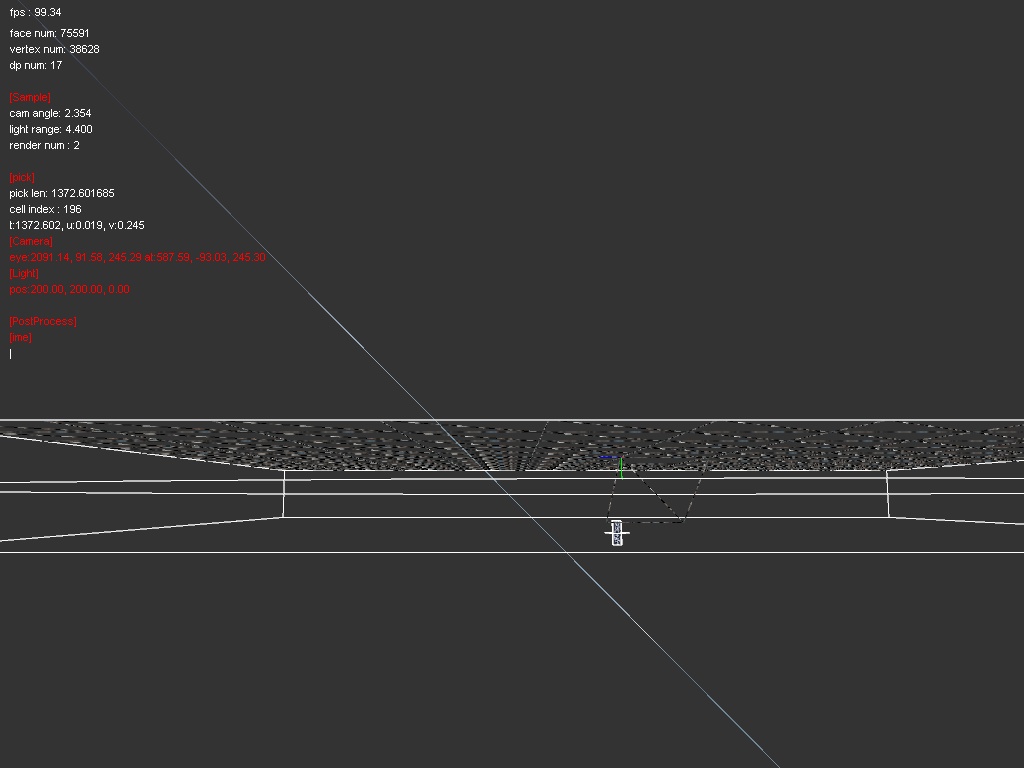 fps : 99.34
face num: 75591
vertex num: 38628
dp num: 17
[Sample]
cam angle: 2.354
light range: 4.400
render num : 2
[pick]
pick len: 1372.601685
cell index : 196
t:1372.602, u:0.019, v:0.245
[Camera]
eye:2091.14, 91.58, 245.29 at:587.59, -93.03, 245.30
[Light]
pos:200.00, 200.00, 0.00
[PostProcess]
[ime]